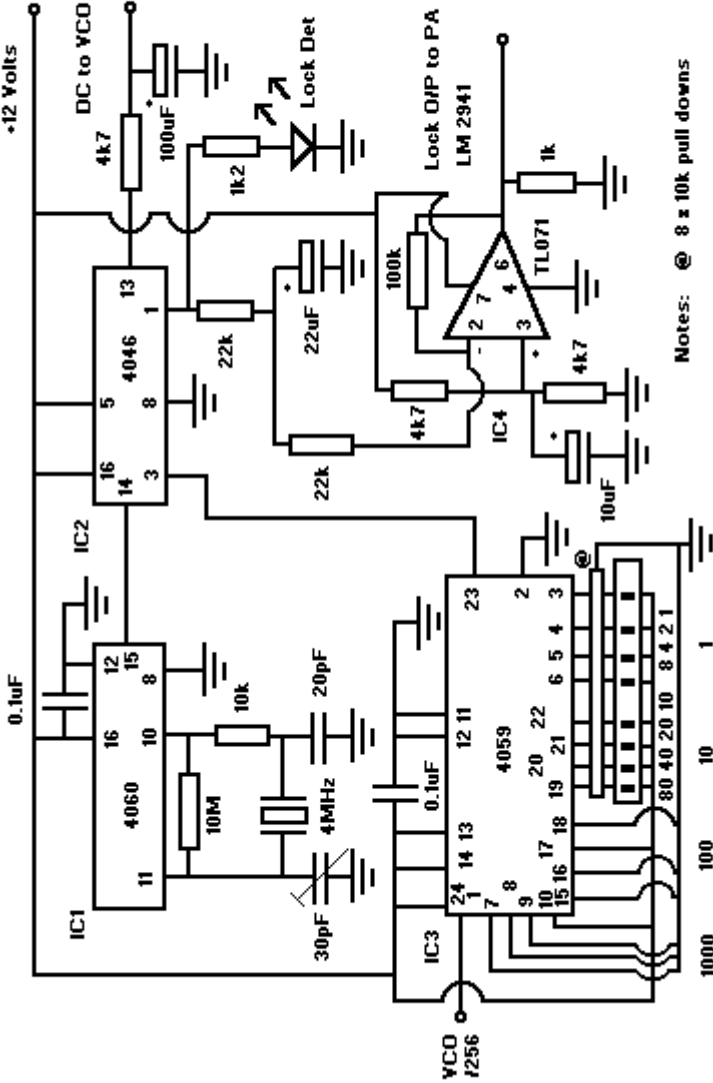 +12 Volts
DC to VCO
4k7
+
100uF
1k2
Lock Det
Lock O/P to PA
LM 2941
1k
Notes: @ 8 x 10k pull downs
13
1
4046
5
8
16
14
3
IC2
22k
+
22uF
22k
100k
7
6
4
2
3
-
+
TL071
4k7
4k7
IC4
+
10uF
0.1uF
12
15
16
8
10
4060
11
IC1
10k
10M
20pF
4MHz
30pF
0.1uF
23
2
3
4
5
6
11
12
22
21
20
19
4059
13
14
18
17
16
15
24
1
7
8
9
10
IC3
@
80 40 20 10 8 4 2 1
1000 100 10 1
VCO
/256